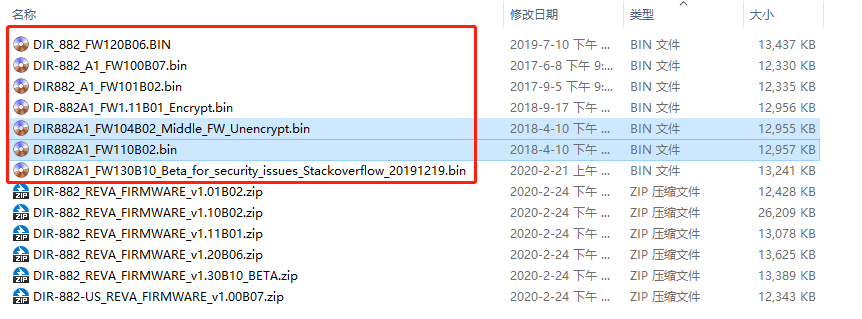 名称 修改日期 类型 大小
DIR_882_FW120B06.BIN 2019-7-10 下午 ... BIN 文件 13,437 KB
DIR-882_A1_FW100B07.bin 2017-6-8 下午 9:... BIN 文件 12,330 KB
DIR882_A1_FW101B02.bin 2017-9-5 下午 9:... BIN 文件 12,335 KB
DIR-882A1_FW1.11B01_Encrypt.bin 2018-9-17 下午 ... BIN 文件 12,956 KB
DIR882A1_FW104B02_Middle_FW_Unencrypt.bin 2018-4-10 下午 ... BIN 文件 12,955 KB
DIR882A1_FW110B02.bin 2018-4-10 下午 ... BIN 文件 12,957 KB
DIR882A1_FW130B10_Beta_for_security_issues_Stackoverflow_20191219.bin 2020-2-21 上午 ... BIN 文件 13,241 KB
ZIP DIR-882_REVA_FIRMWARE_v1.01B02.zip 2020-2-24 下午 ... ZIP 压缩文件 12,428 KB
ZIP DIR-882_REVA_FIRMWARE_v1.10B02.zip 2020-2-24 下午 ... ZIP 压缩文件 26,209 KB
ZIP DIR-882_REVA_FIRMWARE_v1.11B01.zip 2020-2-24 下午 ... ZIP 压缩文件 13,078 KB
ZIP DIR-882_REVA_FIRMWARE_v1.20B06.zip 2020-2-24 下午 ... ZIP 压缩文件 13,625 KB
ZIP DIR-882_REVA_FIRMWARE_v1.30B10_BETA.zip 2020-2-24 下午 ... ZIP 压缩文件 13,389 KB
ZIP DIR-882-US_REVA_FIRMWARE_v1.00B07.zip 2020-2-24 下午 ... ZIP 压缩文件 12,343 KB